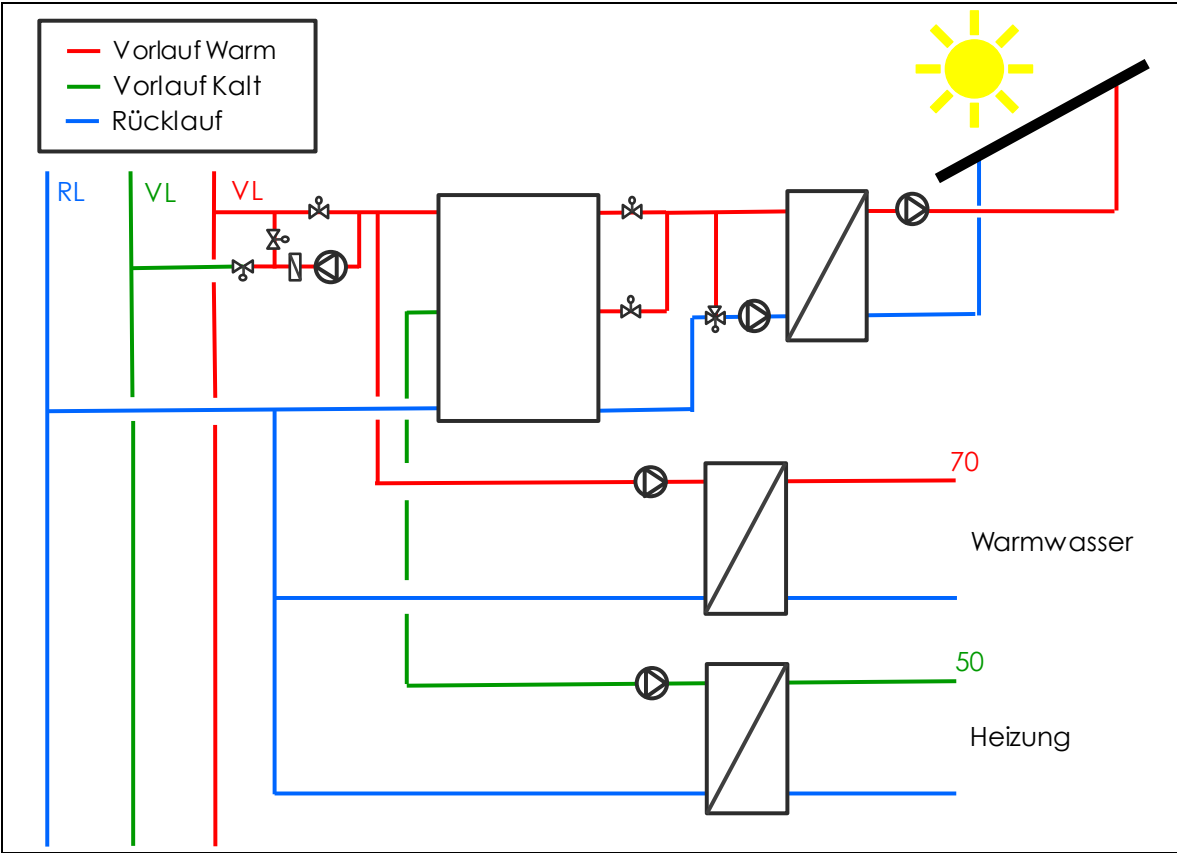 Vorlauf Warm
Vorlauf Kalt
Rücklauf
RL VL VL
70
Warmwasser
50
Heizung